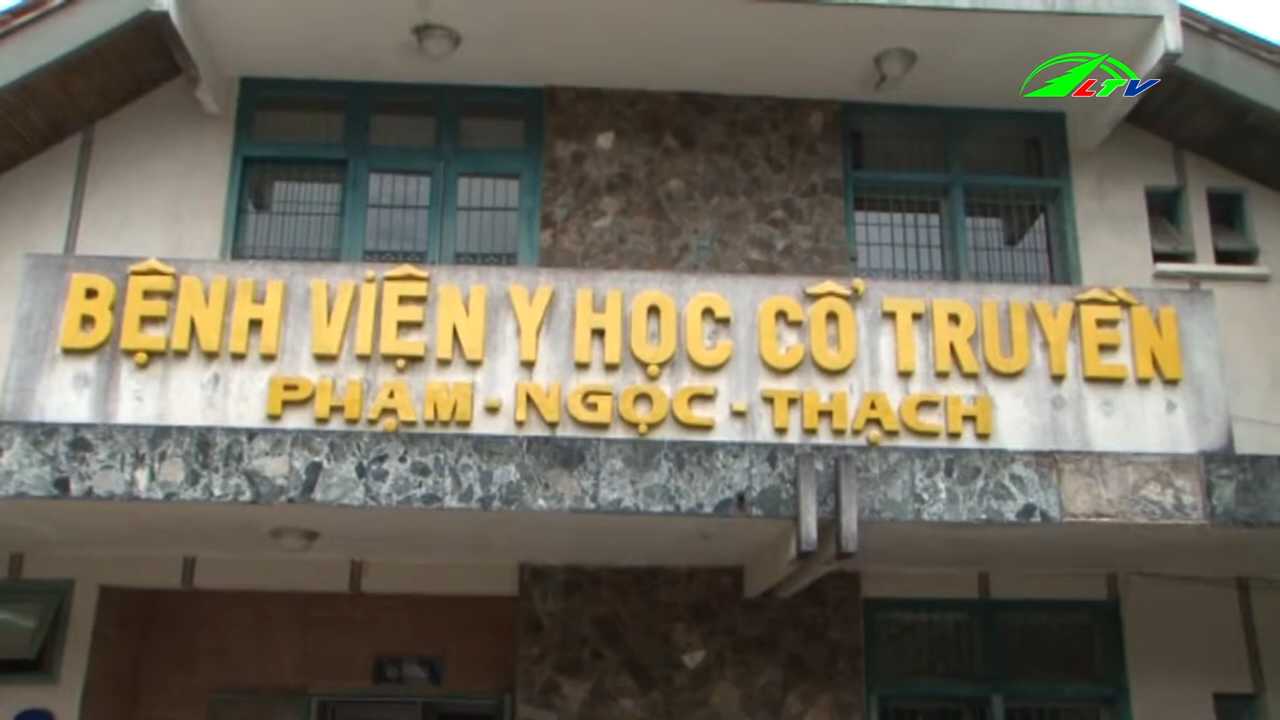 LTV
BỆNH VIỆN Y HỌC CỔ TRUYỀN
PHẠM - NGỌC - THẠCH